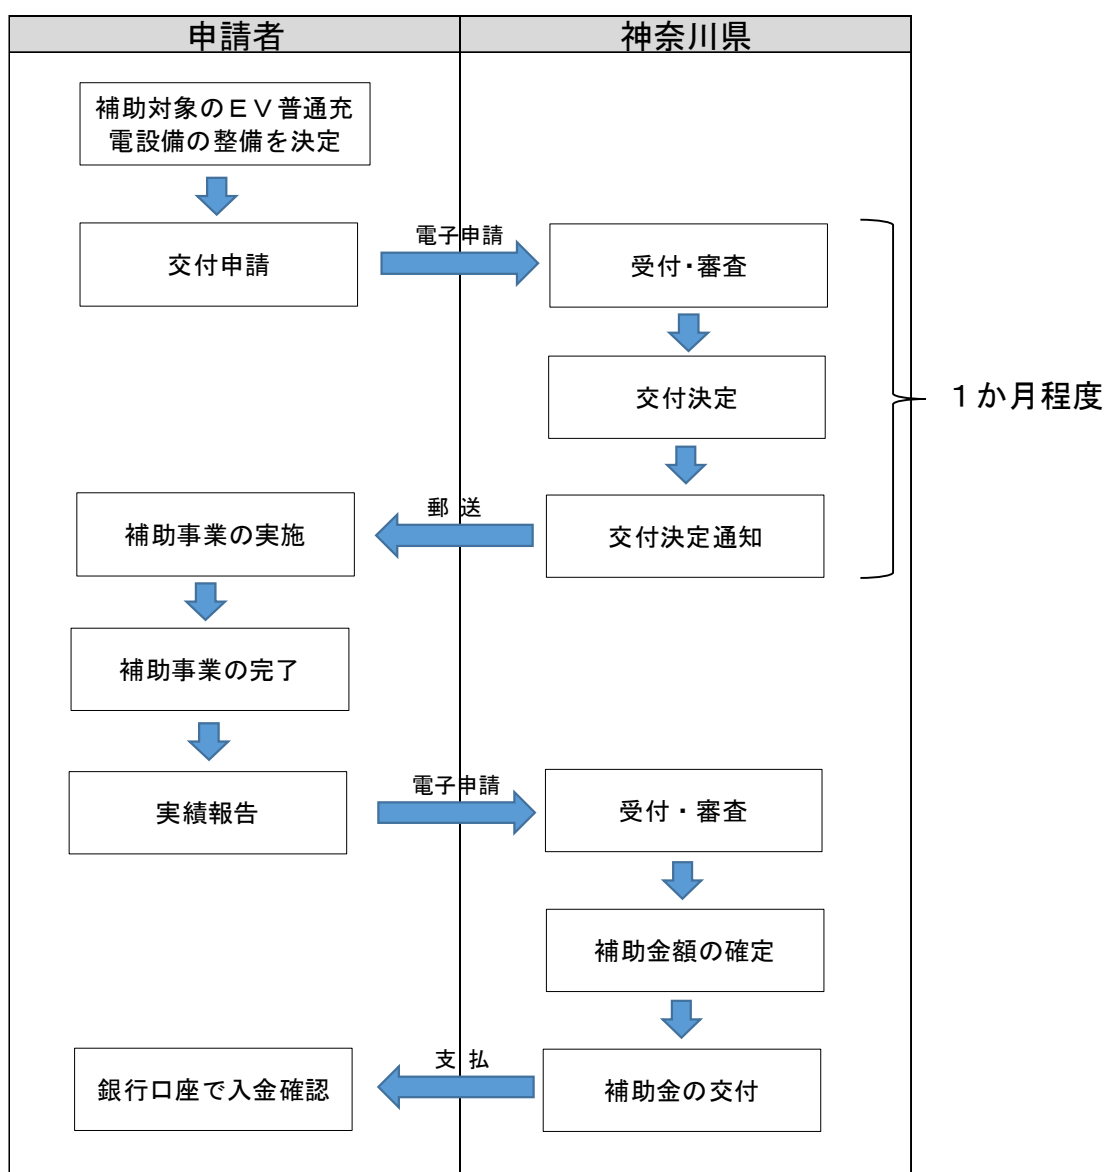 申請者
神奈川県
補助対象のＥＶ普通充
電設備の整備を決定
交付申請
電子申請
受付・審査
交付決定
１か月程度
交付決定通知
郵 送
補助事業の実施
補助事業の完了
実績報告
電子申請
受付・審査
補助金額の確定
補助金の交付
支 払
銀行口座で入金確認